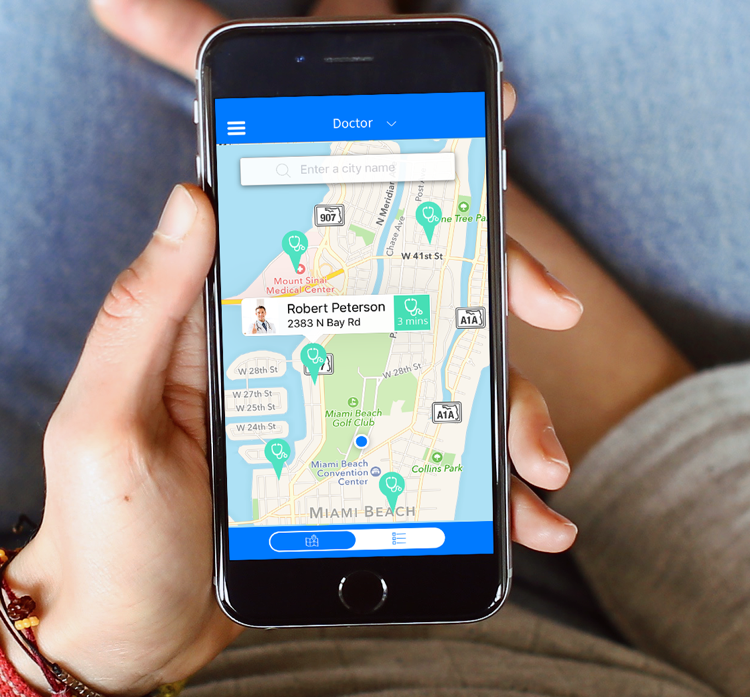 Doctor
Enter a city name
907
N Meridian
Chase Ave
Post
ne Tree Pa
W 41st St
Mount Sinai
Medical Center
Robert Peterson
2383 N Bay Rd
3 mins
A1A
W 28th St
W 28th St
W 27th St
W 25th St
A1A
Miami Beach
Golf Club
W 24th St
Miami Beach
Convention
Center
Collins Park
MIAMI BEACH